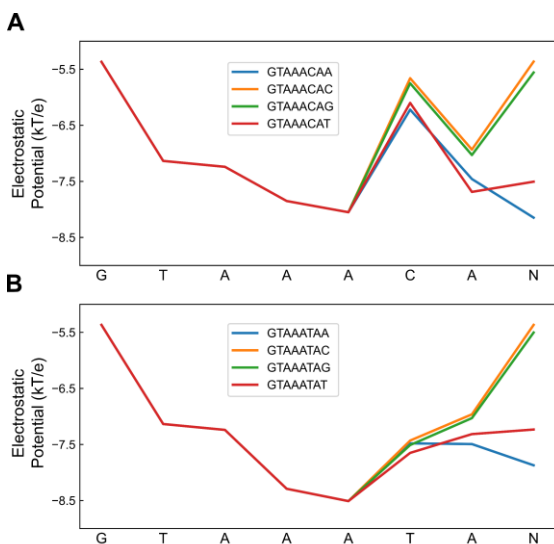 A
Electrostatic
Potential (kT/e)
−5.5
−6.5
−7.5
−8.5
GTAAACAA
GTAAACAC
GTAAACAG
GTAAACAT
G T A A A C A N
B
Electrostatic
Potential (kT/e)
−5.5
−6.5
−7.5
−8.5
GTAAATAA
GTAAATAC
GTAAATAG
GTAAATAT
G T A A A T A N